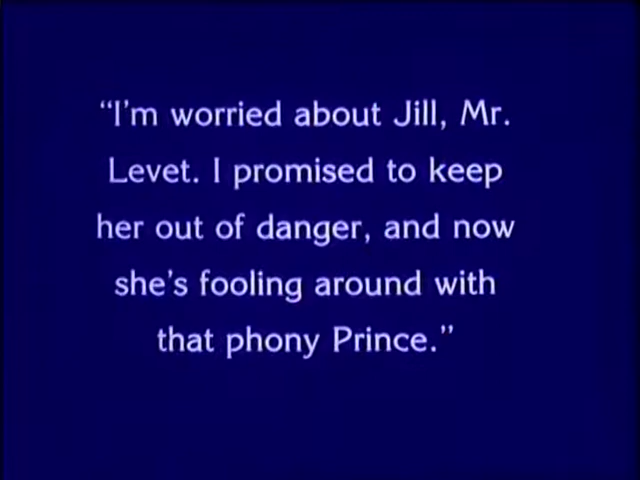 “I’m worried about Jill, Mr.
Levet. I promised to keep
her out of danger, and now
she’s fooling around with
that phony Prince.”